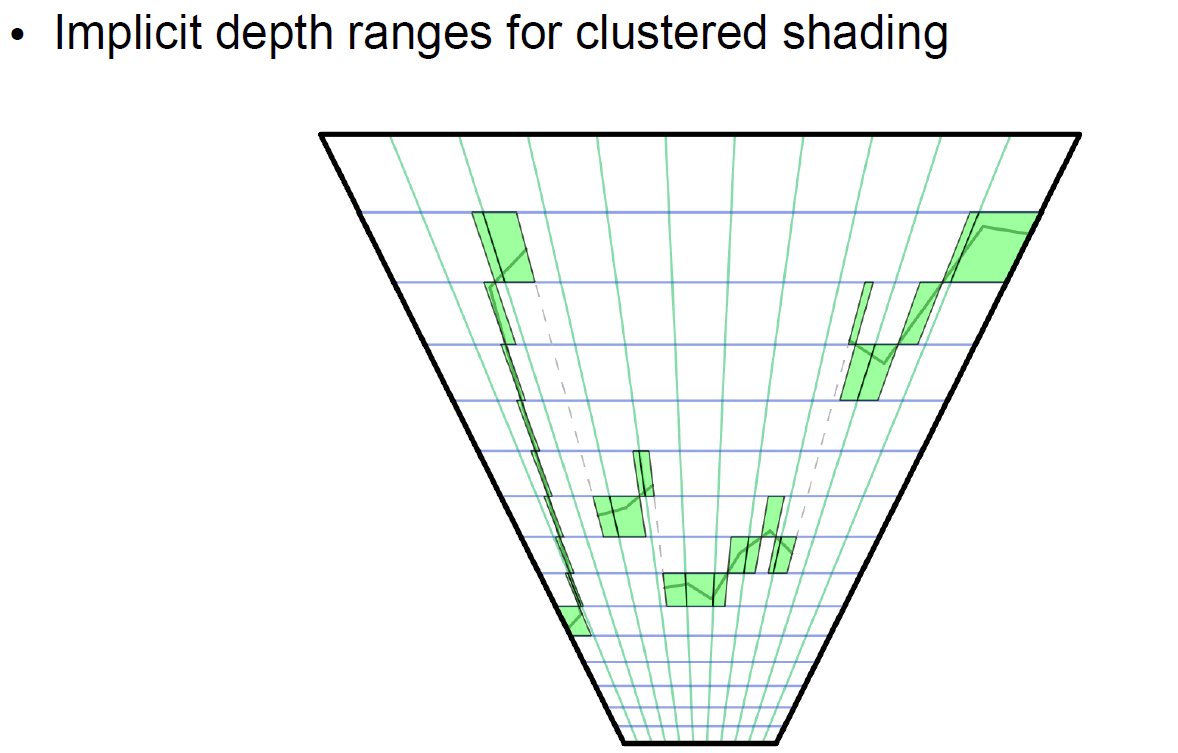 • Implicit depth ranges for clustered shading